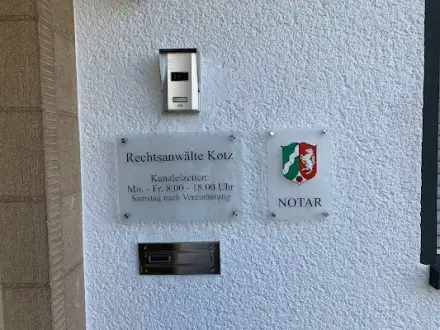 Rechtsanwälte Kotz
Kanzleizeiten:
Mo. - Fr. 8:00 - 18.00 Uhr
Samstag nach Vereinbarung
NOTAR